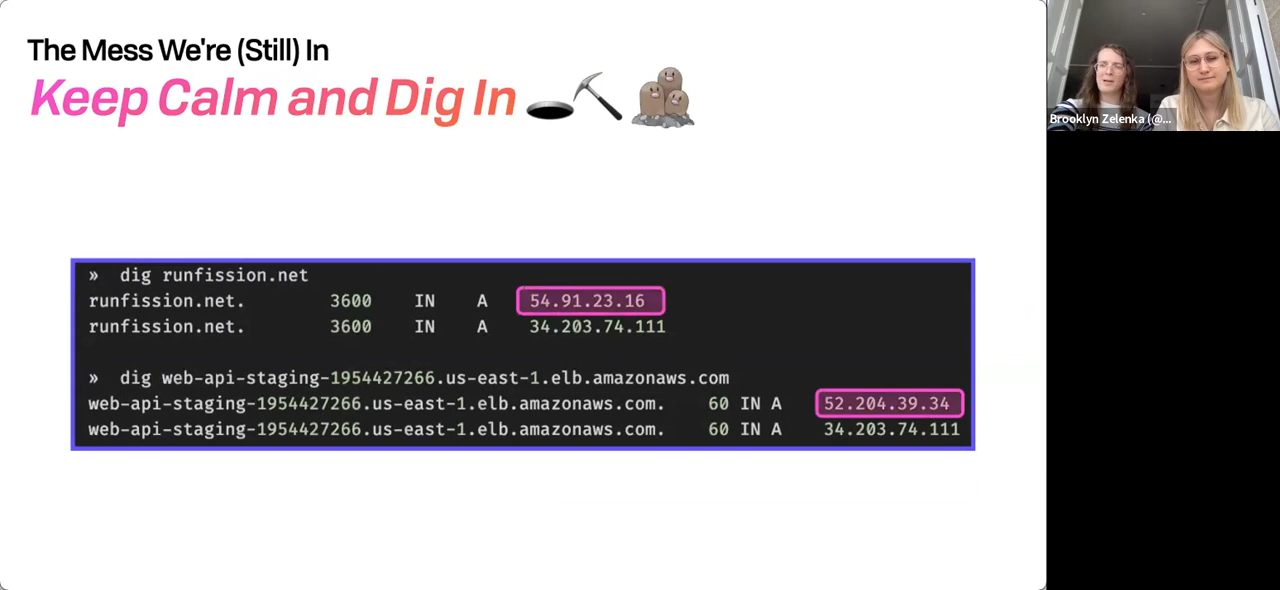 The Mess We're (Still) In
Keep Calm and Dig In
» dig runfission.net
runfission.net. 3600 IN A 54.91.23.16
runfission.net. 3600 IN A 34.203.74.111
» dig web-api-staging-1954427266.us-east-1.elb.amazonaws.com
web-api-staging-1954427266.us-east-1.elb.amazonaws.com. 60 IN A 52.204.39.34
web-api-staging-1954427266.us-east-1.elb.amazonaws.com. 60 IN A 34.203.74.111
Brooklyn Zelenka (@...